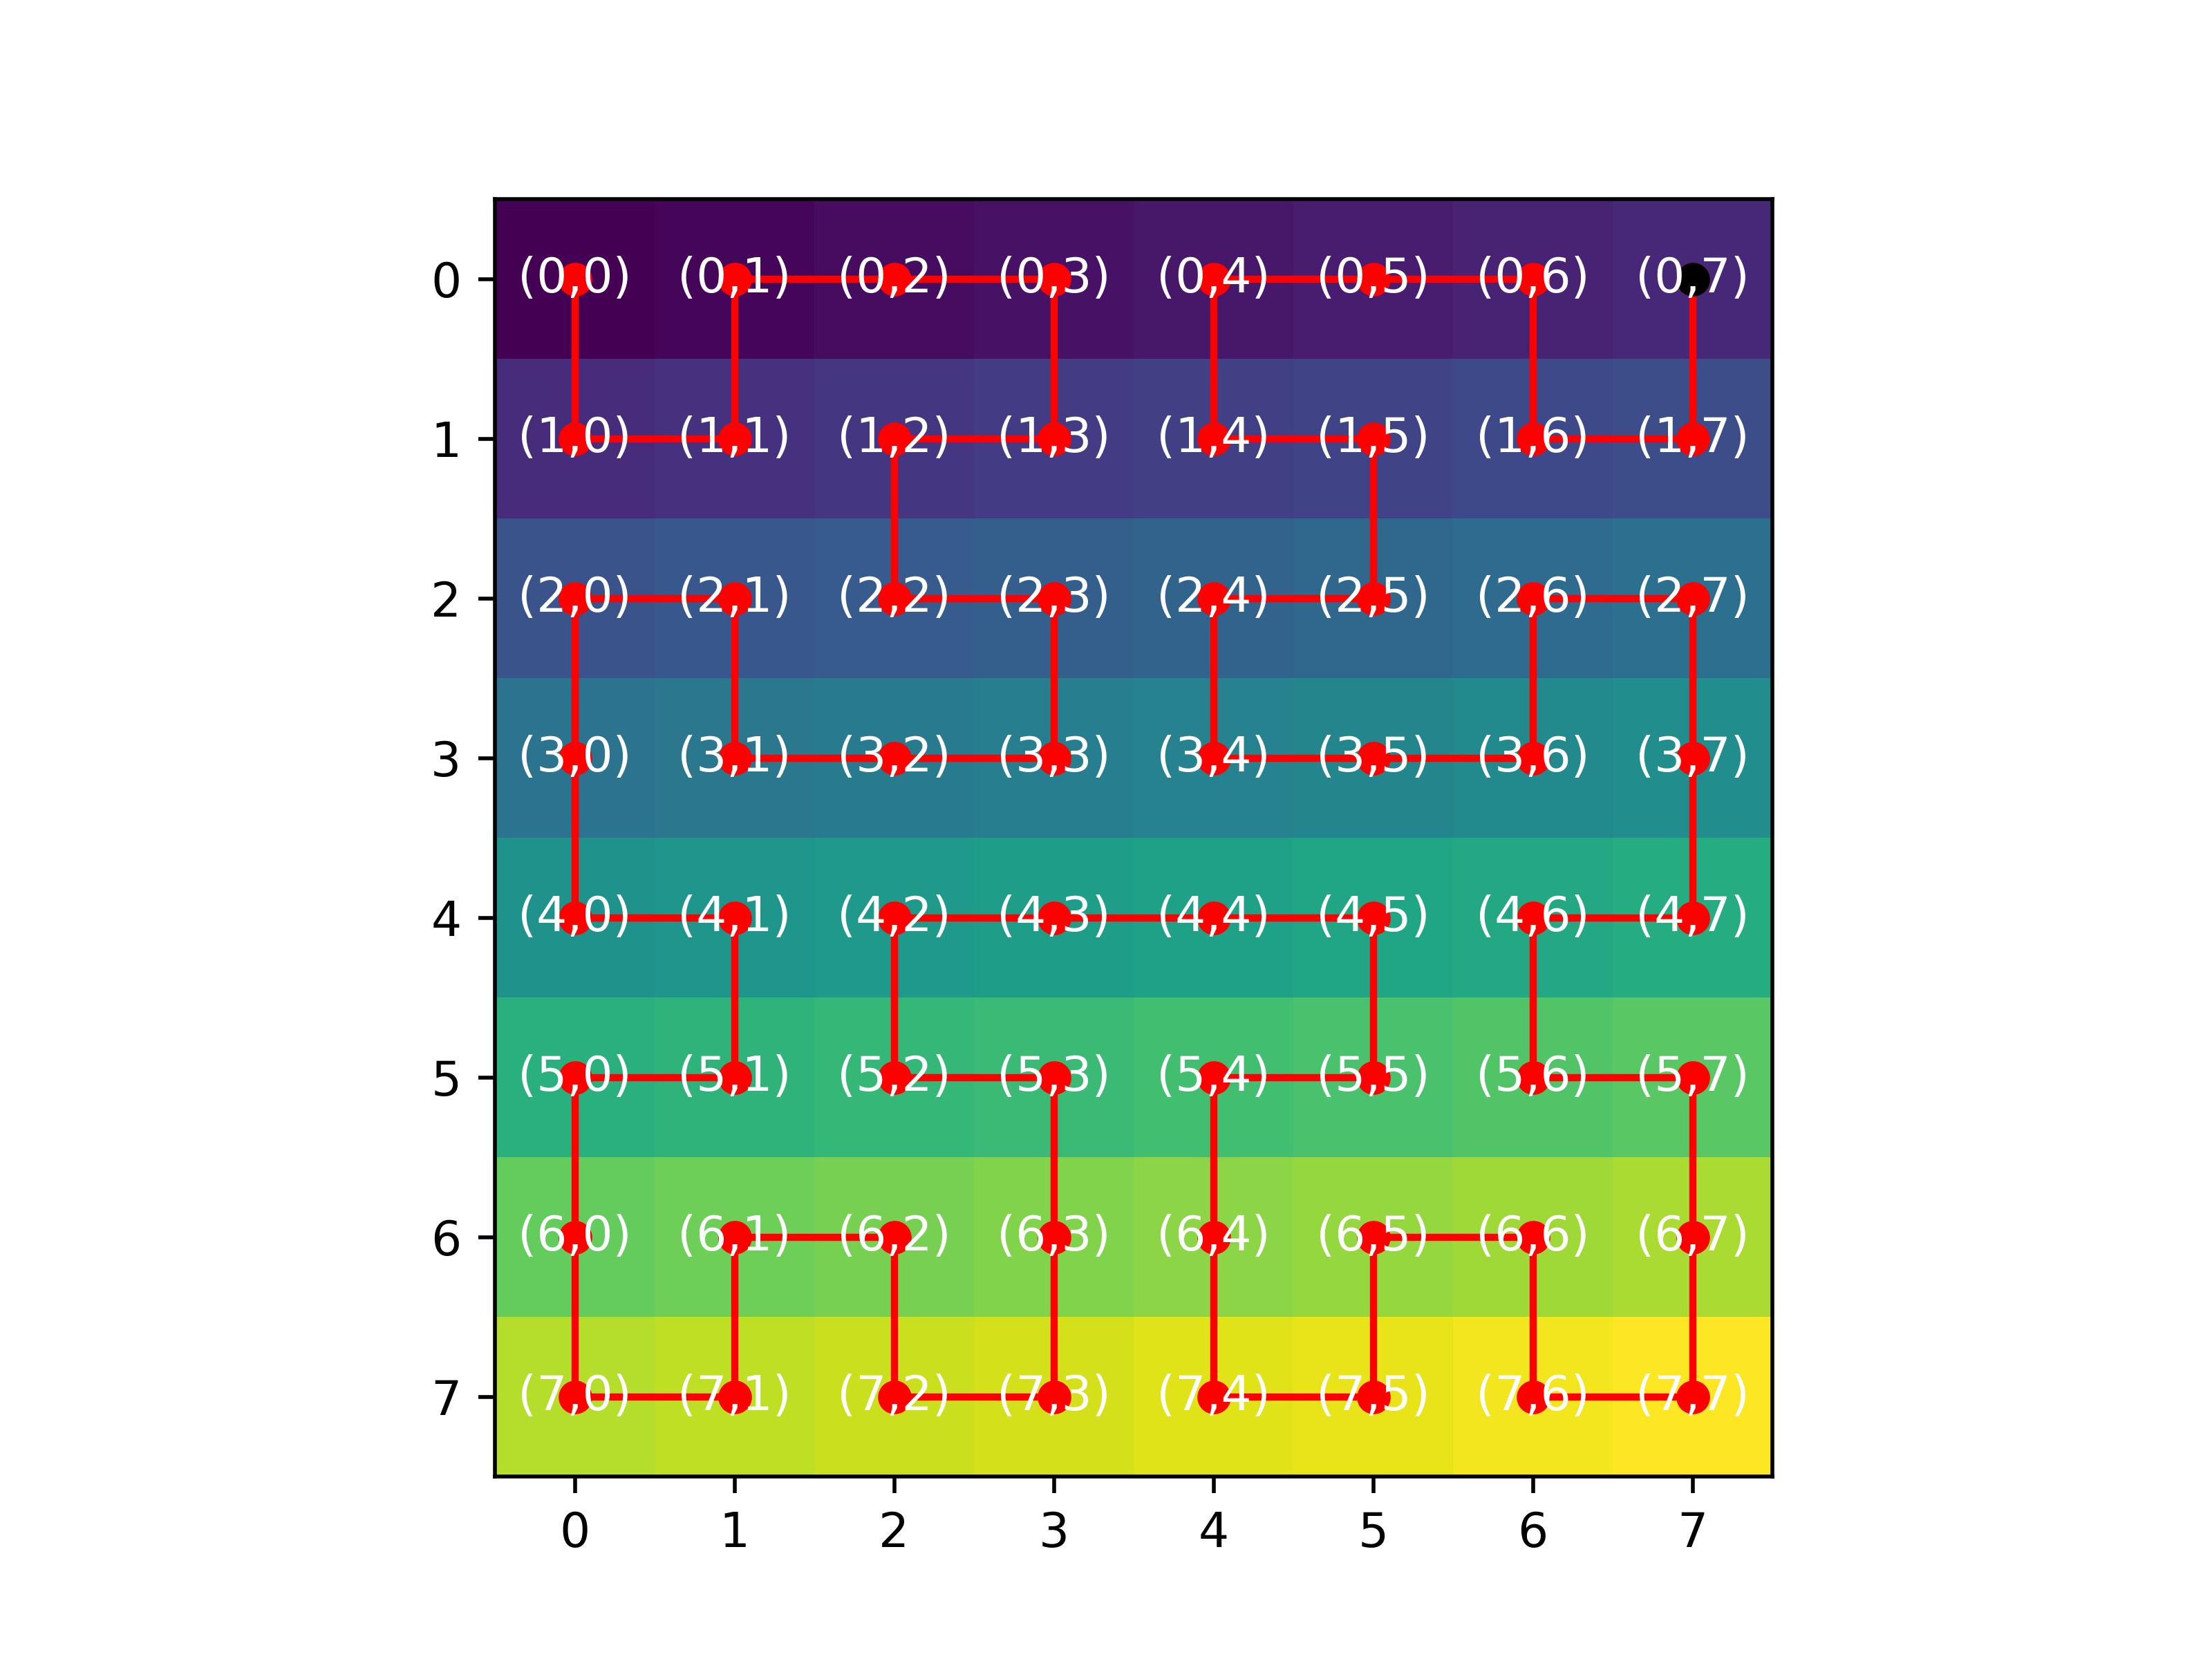 0 (0,0) (0,1) (0,2) (0,3) (0,4) (0,5) (0,6) (0,7)
1 (1,0) (1,1) (1,2) (1,3) (1,4) (1,5) (1,6) (1,7)
2 (2,0) (2,1) (2,2) (2,3) (2,4) (2,5) (2,6) (2,7)
3 (3,0) (3,1) (3,2) (3,3) (3,4) (3,5) (3,6) (3,7)
4 (4,0) (4,1) (4,2) (4,3) (4,4) (4,5) (4,6) (4,7)
5 (5,0) (5,1) (5,2) (5,3) (5,4) (5,5) (5,6) (5,7)
6 (6,0) (6,1) (6,2) (6,3) (6,4) (6,5) (6,6) (6,7)
7 (7,0) (7,1) (7,2) (7,3) (7,4) (7,5) (7,6) (7,7)
0 1 2 3 4 5 6 7